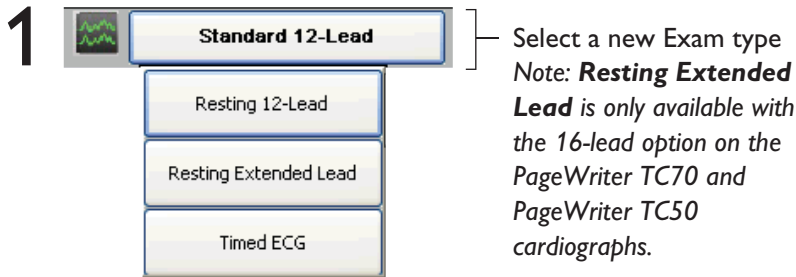 1
Standard 12-Lead
Resting 12-Lead
Resting Extended Lead
Timed ECG
Select a new Exam type
Note: Resting Extended
Lead is only available with
the 16-lead option on the
PageWriter TC70 and
PageWriter TC50
cardiographs.